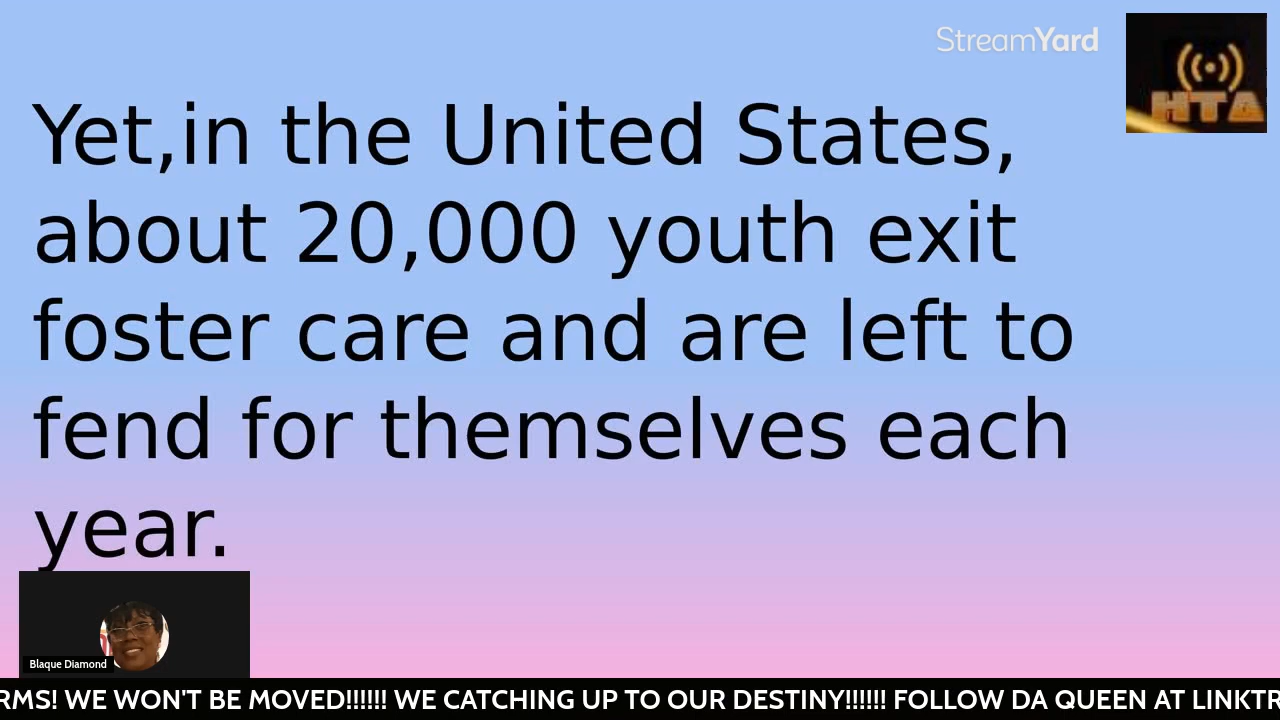 StreamYard
HTA
Yet,in the United States,
about 20,000 youth exit
foster care and are left to
fend for themselves each
year.
Blaque Diamond
RMS! WE WON'T BE MOVED!!!!!! WE CATCHING UP TO OUR DESTINY!!!!!! FOLLOW DA QUEEN AT LINKTR